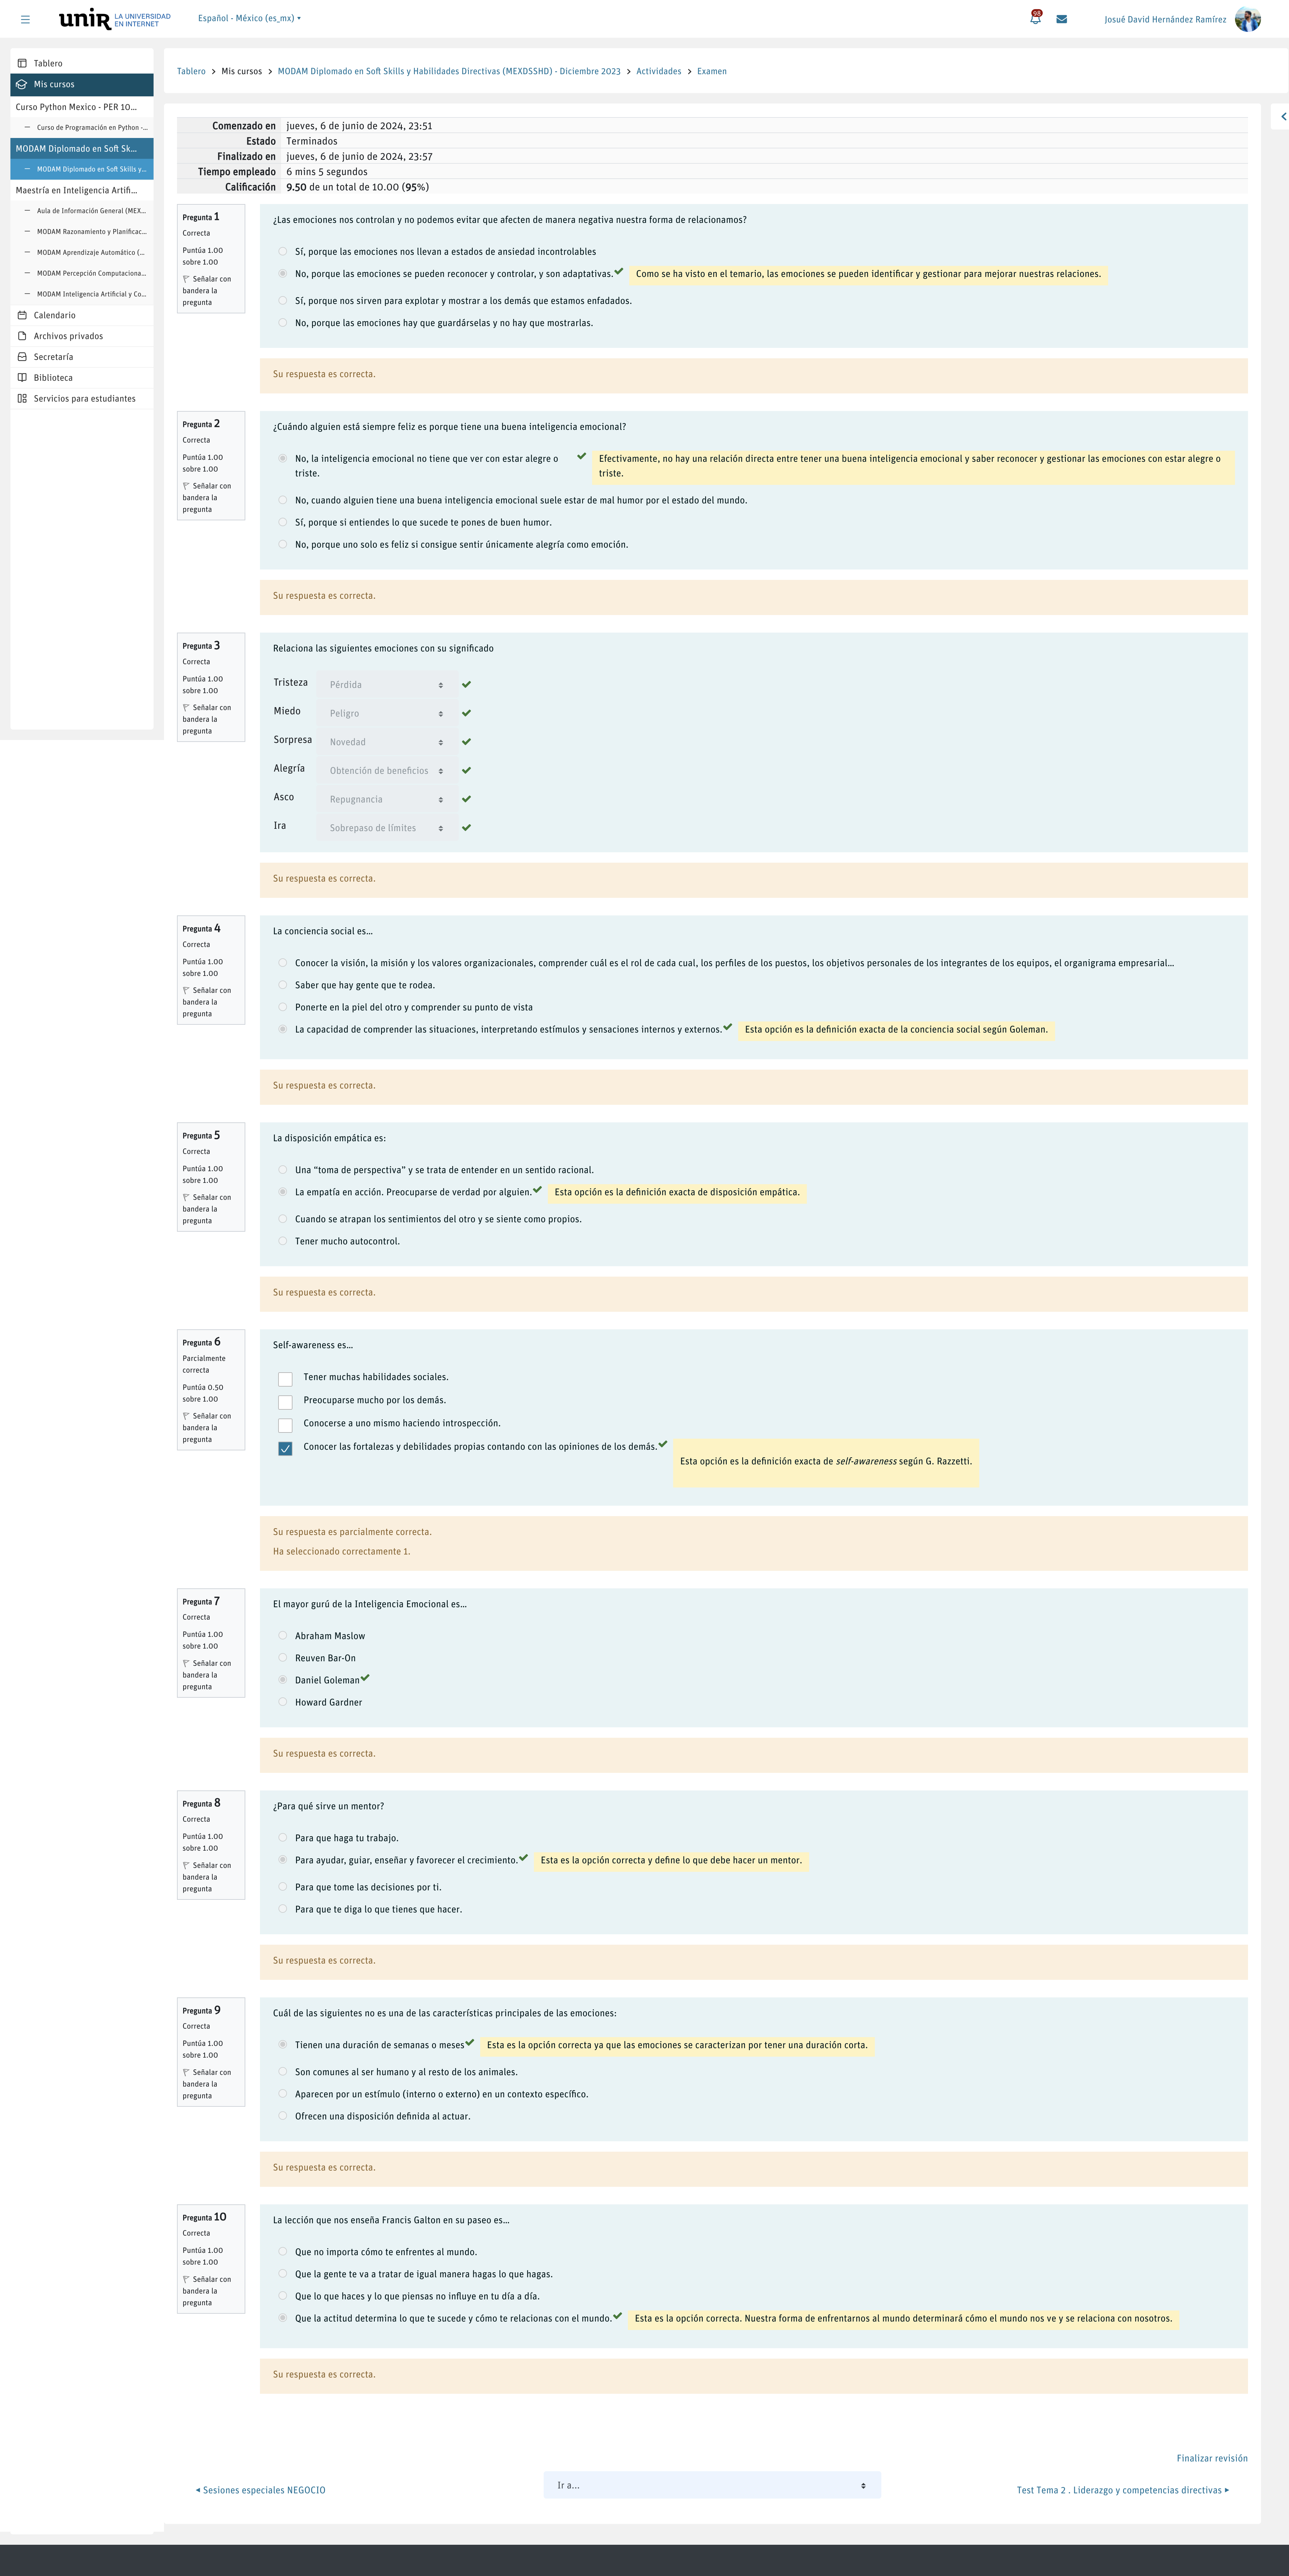 unir LA UNIVERSIDAD
EN INTERNET
Español - México (es_mx)
98
Josué David Hernández Ramírez
Tablero
Mis cursos
Curso Python Mexico - PER 10...
Curso de Programación en Python -...
MODAM Diplomado en Soft Sk...
MODAM Diplomado en Soft Skills y...
Maestría en Inteligencia Artifi...
Aula de Información General (MEX...
MODAM Razonamiento y Planificac...
MODAM Aprendizaje Automático (...
MODAM Percepción Computaciona...
MODAM Inteligencia Artificial y Co...
Calendario
Archivos privados
Secretaría
Biblioteca
Servicios para estudiantes
Tablero > Mis cursos > MODAM Diplomado en Soft Skills y Habilidades Directivas (MEXDSSHD) - Diciembre 2023 > Actividades > Examen
Comenzado en jueves, 6 de junio de 2024, 23:51
Estado Terminados
Finalizado en jueves, 6 de junio de 2024, 23:57
Tiempo empleado 6 mins 5 segundos
Calificación 9.50 de un total de 10.00 (95%)
Pregunta 1
Correcta
Puntúa 1.00
sobre 1.00
Señalar con
bandera la
pregunta
¿Las emociones nos controlan y no podemos evitar que afecten de manera negativa nuestra forma de relacionamos?
Sí, porque las emociones nos llevan a estados de ansiedad incontrolables
No, porque las emociones se pueden reconocer y controlar, y son adaptativas. Como se ha visto en el temario, las emociones se pueden identificar y gestionar para mejorar nuestras relaciones.
Sí, porque nos sirven para explotar y mostrar a los demás que estamos enfadados.
No, porque las emociones hay que guardárselas y no hay que mostrarlas.
Su respuesta es correcta.
Pregunta 2
Correcta
Puntúa 1.00
sobre 1.00
Señalar con
bandera la
pregunta
¿Cuándo alguien está siempre feliz es porque tiene una buena inteligencia emocional?
No, la inteligencia emocional no tiene que ver con estar alegre o
triste.
Efectivamente, no hay una relación directa entre tener una buena inteligencia emocional y saber reconocer y gestionar las emociones con estar alegre o
triste.
No, cuando alguien tiene una buena inteligencia emocional suele estar de mal humor por el estado del mundo.
Sí, porque si entiendes lo que sucede te pones de buen humor.
No, porque uno solo es feliz si consigue sentir únicamente alegría como emoción.
Su respuesta es correcta.
Pregunta 3
Correcta
Puntúa 1.00
sobre 1.00
Señalar con
bandera la
pregunta
Relaciona las siguientes emociones con su significado
Tristeza Pérdida
Miedo Peligro
Sorpresa Novedad
Alegría Obtención de beneficios
Asco Repugnancia
Ira Sobrepaso de límites
Su respuesta es correcta.
Pregunta 4
Correcta
Puntúa 1.00
sobre 1.00
Señalar con
bandera la
pregunta
La conciencia social es...
Conocer la visión, la misión y los valores organizacionales, comprender cuál es el rol de cada cual, los perfiles de los puestos, los objetivos personales de los integrantes de los equipos, el organigrama empresarial...
Saber que hay gente que te rodea.
Ponerte en la piel del otro y comprender su punto de vista
La capacidad de comprender las situaciones, interpretando estímulos y sensaciones internos y externos. Esta opción es la definición exacta de la conciencia social según Goleman.
Su respuesta es correcta.
Pregunta 5
Correcta
Puntúa 1.00
sobre 1.00
Señalar con
bandera la
pregunta
La disposición empática es:
Una “toma de perspectiva” y se trata de entender en un sentido racional.
La empatía en acción. Preocuparse de verdad por alguien. Esta opción es la definición exacta de disposición empática.
Cuando se atrapan los sentimientos del otro y se siente como propios.
Tener mucho autocontrol.
Su respuesta es correcta.
Pregunta 6
Parcialmente
correcta
Puntúa 0.50
sobre 1.00
Señalar con
bandera la
pregunta
Self-awareness es...
Tener muchas habilidades sociales.
Preocuparse mucho por los demás.
Conocerse a uno mismo haciendo introspección.
Conocer las fortalezas y debilidades propias contando con las opiniones de los demás.
Esta opción es la definición exacta de self-awareness según G. Razzetti.
Su respuesta es parcialmente correcta.
Ha seleccionado correctamente 1.
Pregunta 7
Correcta
Puntúa 1.00
sobre 1.00
Señalar con
bandera la
pregunta
El mayor gurú de la Inteligencia Emocional es...
Abraham Maslow
Reuven Bar-On
Daniel Goleman
Howard Gardner
Su respuesta es correcta.
Pregunta 8
Correcta
Puntúa 1.00
sobre 1.00
Señalar con
bandera la
pregunta
¿Para qué sirve un mentor?
Para que haga tu trabajo.
Para ayudar, guiar, enseñar y favorecer el crecimiento. Esta es la opción correcta y define lo que debe hacer un mentor.
Para que tome las decisiones por ti.
Para que te diga lo que tienes que hacer.
Su respuesta es correcta.
Pregunta 9
Correcta
Puntúa 1.00
sobre 1.00
Señalar con
bandera la
pregunta
Cuál de las siguientes no es una de las características principales de las emociones:
Tienen una duración de semanas o meses Esta es la opción correcta ya que las emociones se caracterizan por tener una duración corta.
Son comunes al ser humano y al resto de los animales.
Aparecen por un estímulo (interno o externo) en un contexto específico.
Ofrecen una disposición definida al actuar.
Su respuesta es correcta.
Pregunta 10
Correcta
Puntúa 1.00
sobre 1.00
Señalar con
bandera la
pregunta
La lección que nos enseña Francis Galton en su paseo es...
Que no importa cómo te enfrentes al mundo.
Que la gente te va a tratar de igual manera hagas lo que hagas.
Que lo que haces y lo que piensas no influye en tu día a día.
Que la actitud determina lo que te sucede y cómo te relacionas con el mundo. Esta es la opción correcta. Nuestra forma de enfrentarnos al mundo determinará cómo el mundo nos ve y se relaciona con nosotros.
Su respuesta es correcta.
Finalizar revisión
◄ Sesiones especiales NEGOCIO
Ir a...
Test Tema 2 . Liderazgo y competencias directivas ►